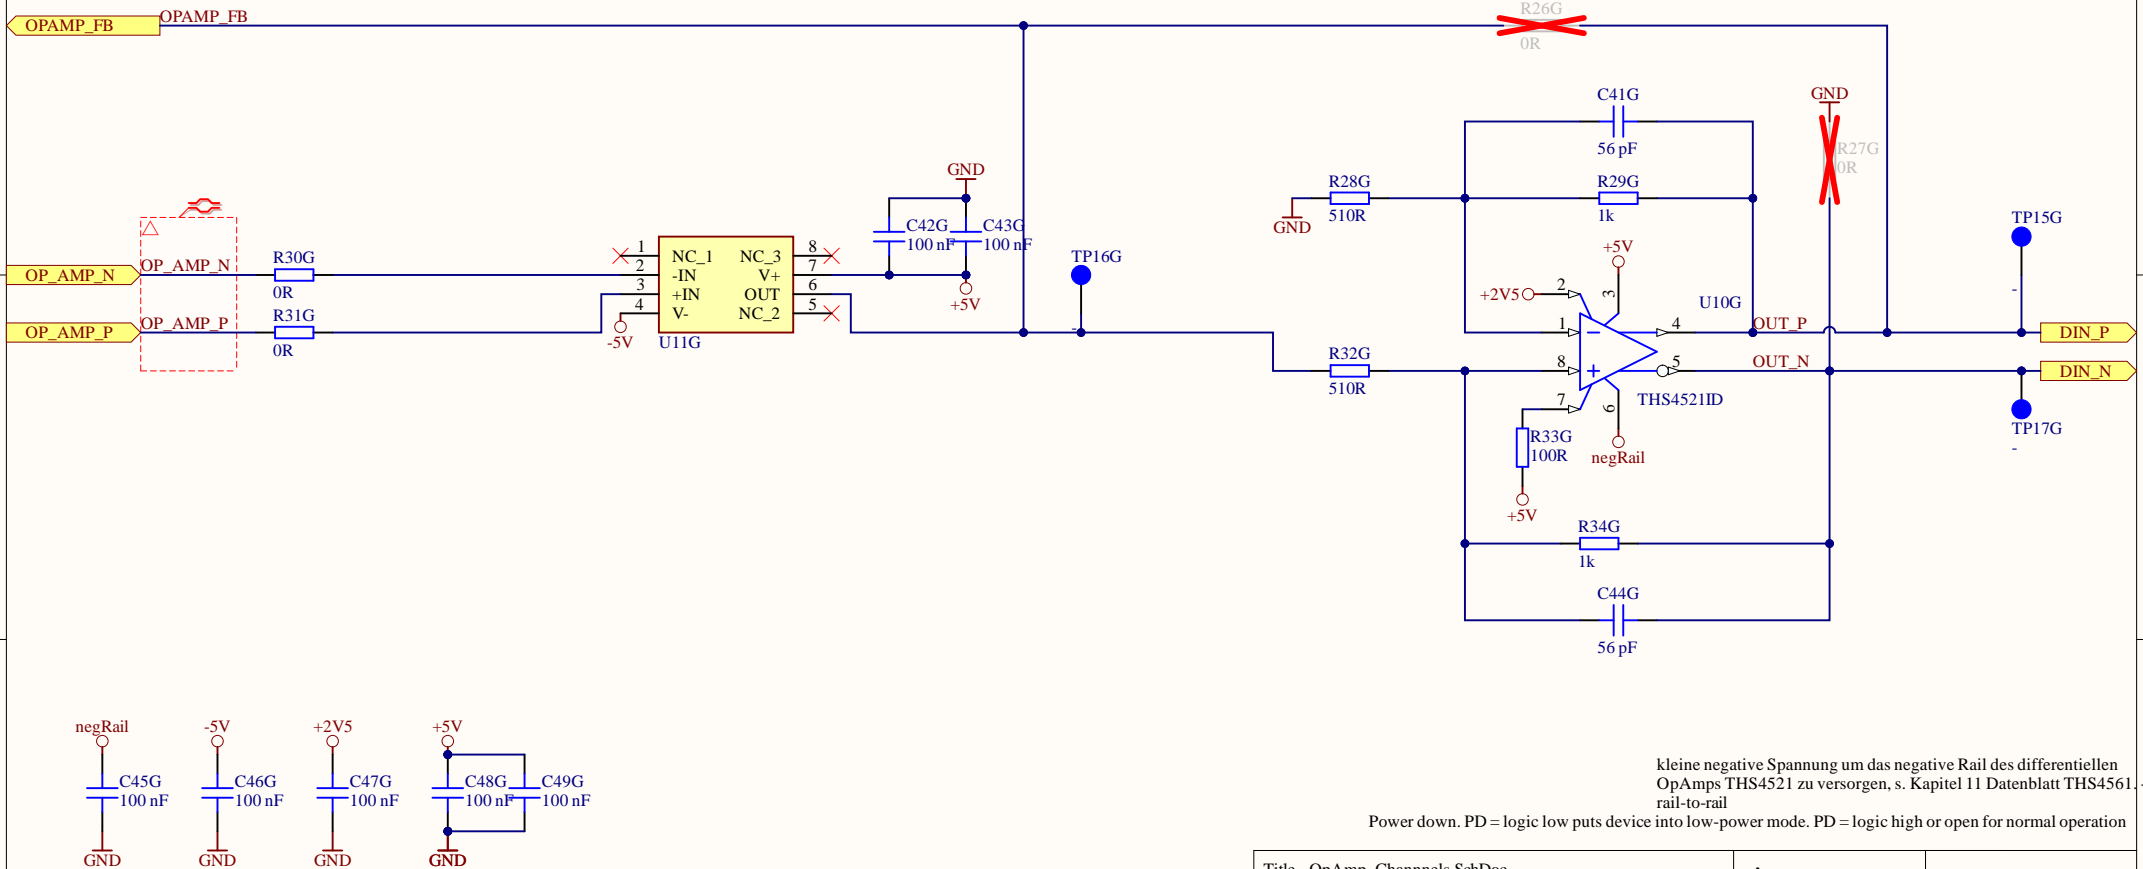 OPAMP_FB
OPAMP_FB
R26G
0R
C41G
56 pF
GND
R27G
0R
GND
R28G
510R
GND
R29G
1k
C42G
100 nF
C43G
100 nF
+5V
TP16G
-
TP15G
-
OP_AMP_N
OP_AMP_N
R30G
0R
OP_AMP_P
OP_AMP_P
R31G
0R
1 NC_1 NC_3 8
2 -IN V+ 7
3 +IN OUT 6
4 V- NC_2 5
-5V
U11G
+5V
+2V5
2
3
U10G
1
4
OUT_P
DIN_P
R32G
510R
8
5
OUT_N
DIN_N
7
6
THS4521ID
R33G
100R
negRail
+5V
TP17G
-
R34G
1k
C44G
56 pF
negRail
C45G
100 nF
GND
-5V
C46G
100 nF
GND
+2V5
C47G
100 nF
GND
+5V
C48G
100 nF
C49G
100 nF
GND
kleine negative Spannung um das negative Rail des differentiellen
OpAmps THS4521 zu versorgen, s. Kapitel 11 Datenblatt THS4561. -
rail-to-rail
Power down. PD = logic low puts device into low-power mode. PD = logic high or open for normal operation
Title OpAmp_Channels.SchDoc